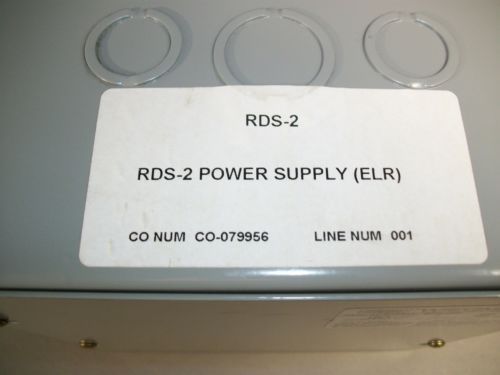 RDS-2
RDS-2 POWER SUPPLY (ELR)
CO NUM CO-079956 LINE NUM 001